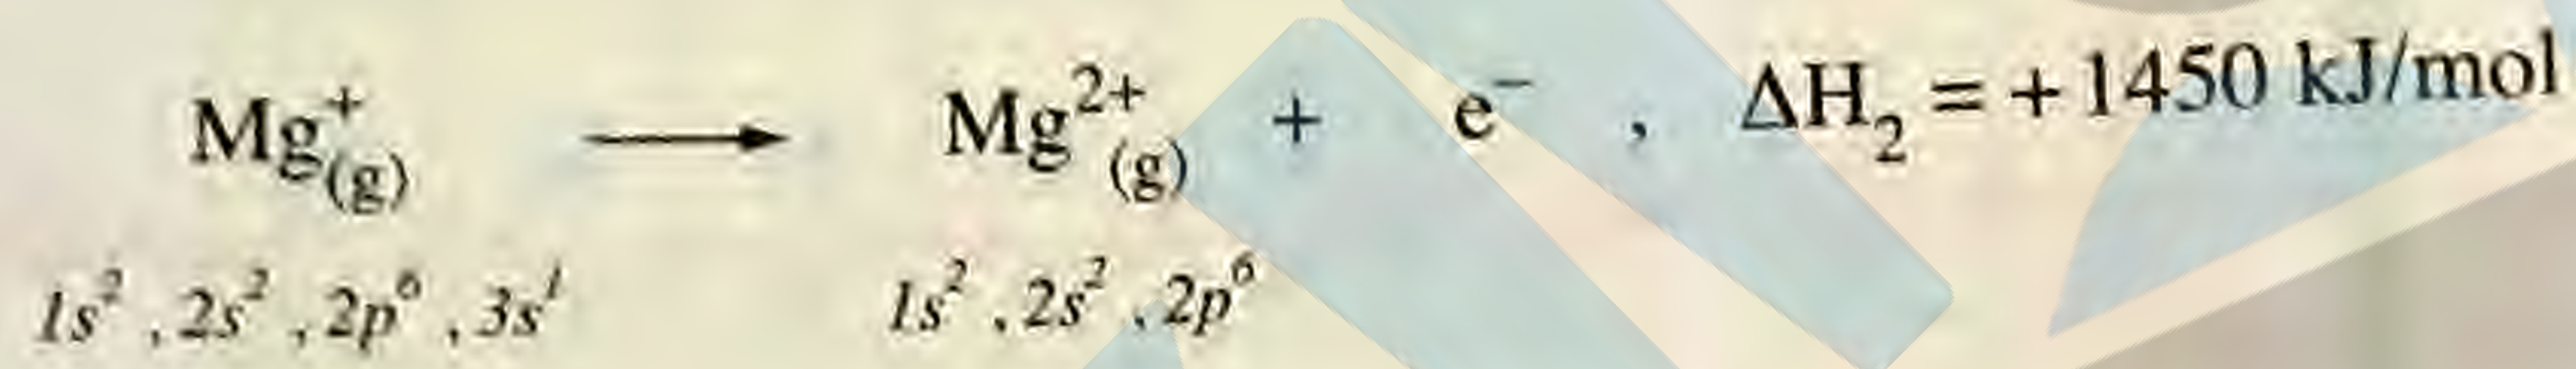 Mg⁺(g) ⟶ Mg²⁺(g) + e⁻ , ΔH₂ = +1450 kJ/mol
1s², 2s², 2p⁶, 3s¹ 1s², 2s², 2p⁶